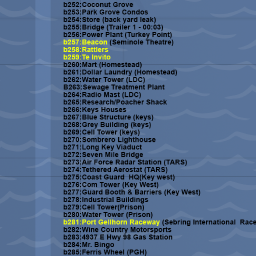 b252:Coconut Grove
b253:Park Grove Condos
b254:Store (back yard leak)
b255:Bridge (Trailer 1 - 00:03)
b256:Power Plant (Turkey Point)
b257:Beacon (Seminole Theatre)
b258:Rattlers
b259:Te Invito
b260:Mart (Homestead)
b261:Dollar Laundry (Homestead)
b262:Water Tower (LDC)
B263:Sewage Treatment Plant
b264:Radio Mast (LDC)
b265:Research/Poacher Shack
b266:Keys Houses
b267:Blue Structure (keys)
b268:Grey Building (keys)
b269:Cell Tower (keys)
b270:Sombrero Lighthouse
b271:Long Key Viaduct
b272:Seven Mile Bridge
b273:Air Force Radar Station (TARS)
b274:Tethered Aerostat (TARS)
b275:Coast Guard HQ(Key west)
b276:Com Tower (Key West)
b277:Guard Booth & Barriers (Key West)
b278:Industrial Buildings
b279:Cell Tower(Prison)
b280:Water Tower (Prison)
b281:Port Gellhorn Raceway (Sebring International Race
b282:Wine Country Motorsports
b283:4937 E Hwy 98 Gas Station
b284:Mr. Bingo
b285:Ferris Wheel (PGH)